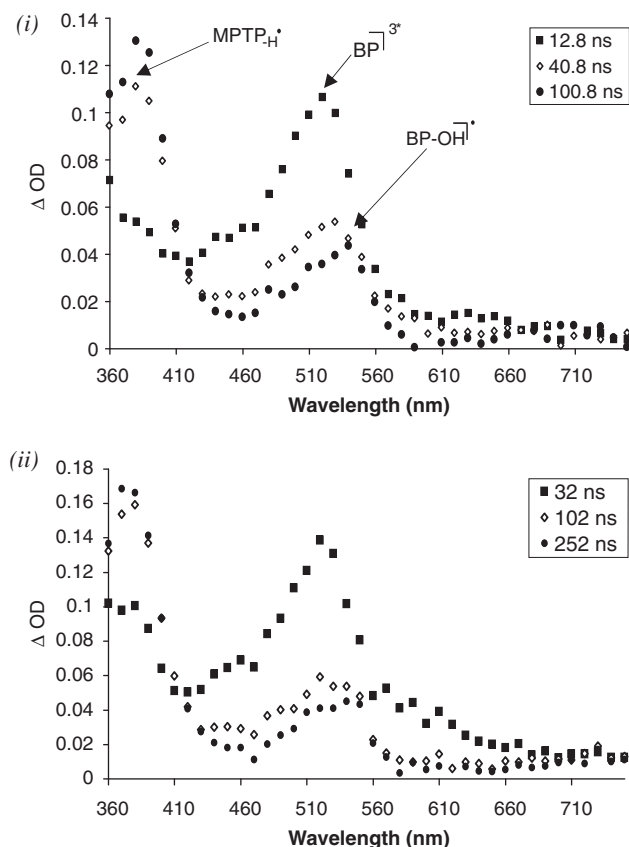 (i)
0.14
0.12
0.1
0.08
0.06
0.04
0.02
0
Δ OD
MPTP-H•
BP 3*
BP-OH •
12.8 ns
40.8 ns
100.8 ns
360 410 460 510 560 610 660 710
Wavelength (nm)
(ii)
0.18
0.16
0.14
0.12
0.1
0.08
0.06
0.04
0.02
0
Δ OD
32 ns
102 ns
252 ns
360 410 460 510 560 610 660 710
Wavelength (nm)